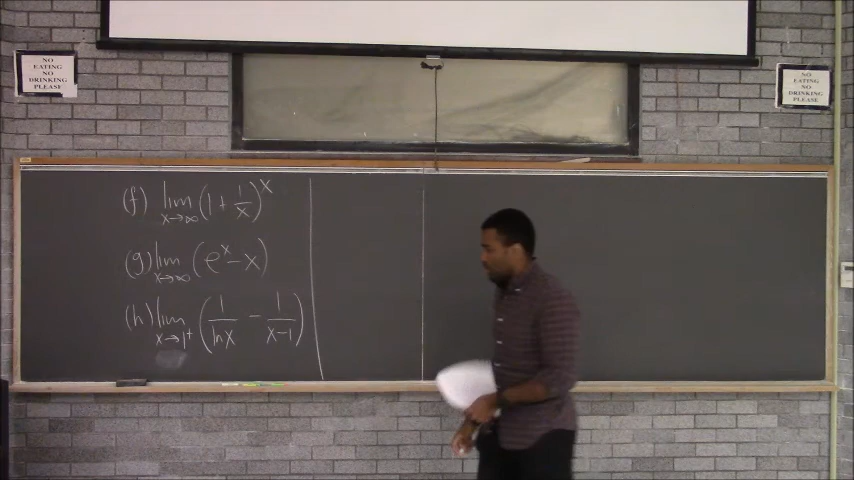 NO
EATING
NO
DRINKING
PLEASE
NO
EATING
NO
DRINKING
PLEASE
(f) lim x→∞ (1 + 1/x)^x
(g) lim x→∞ (e^x - x)
(h) lim x→1⁺ (1/ln x - 1/(x-1))